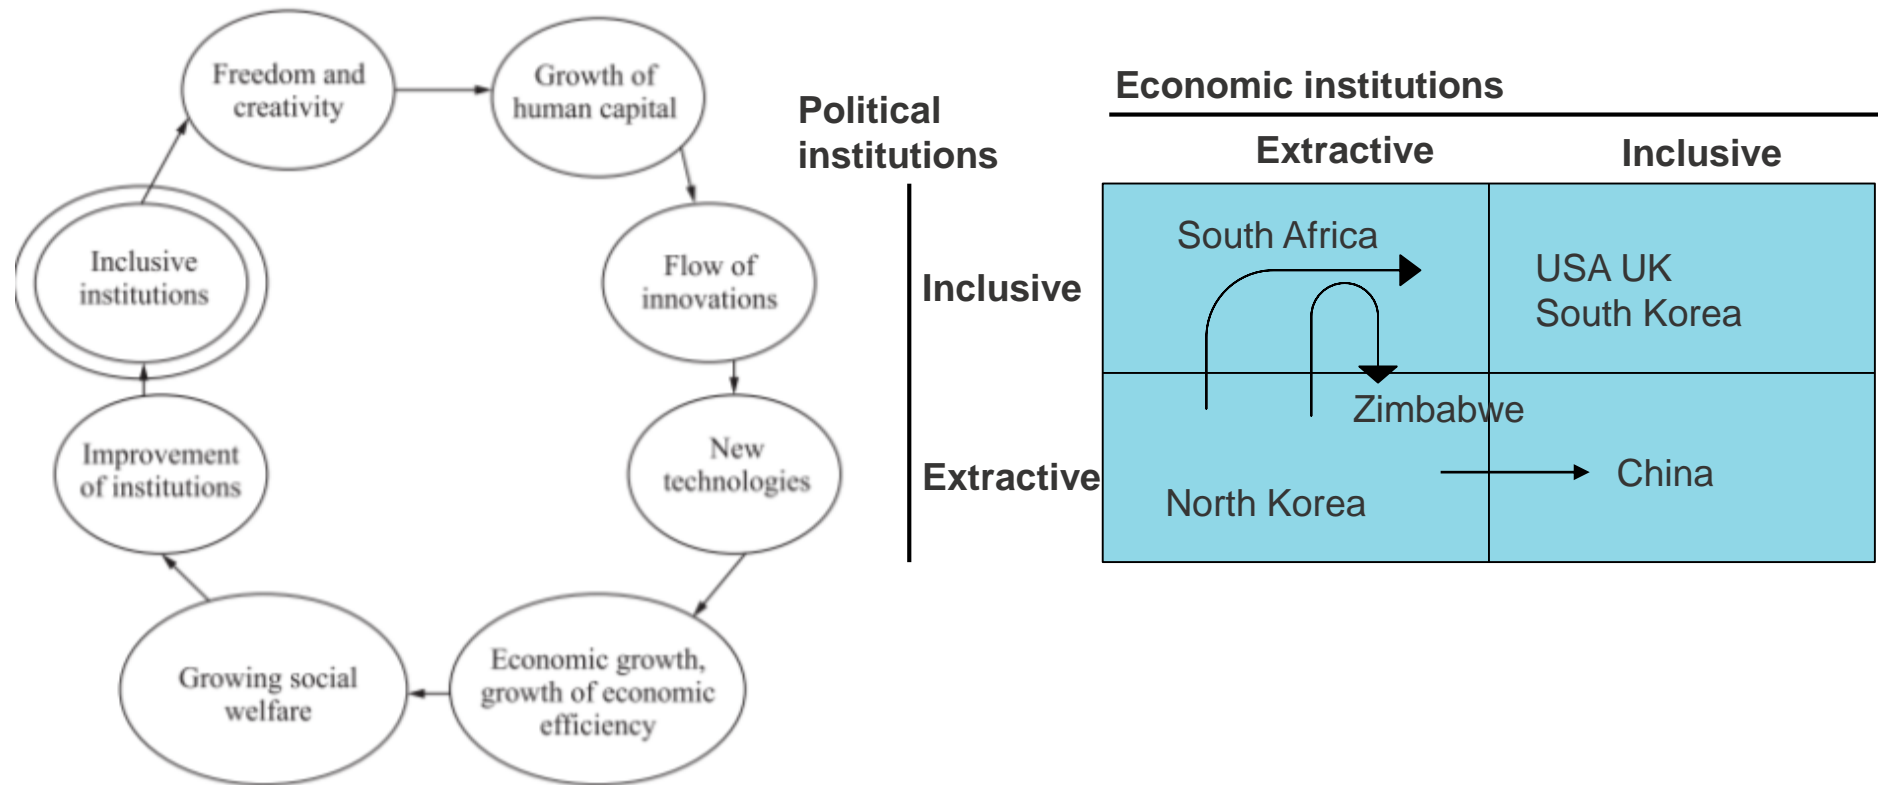 Freedom and
creativity
Growth of
human capital
Inclusive
institutions
Flow of
innovations
Improvement
of institutions
New
technologies
Growing social
welfare
Economic growth,
growth of economic
efficiency
Political
institutions
Economic institutions
Extractive
Inclusive
Inclusive
South Africa
USA UK
South Korea
Extractive
Zimbabwe
North Korea
China